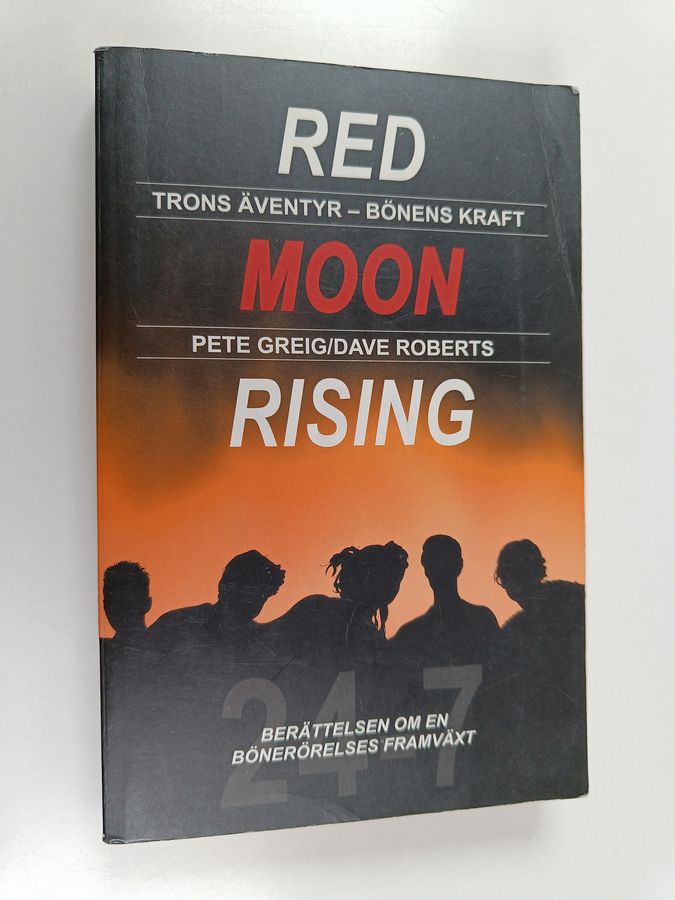 RED
TRONS ÄVENTYR – BÖNENS KRAFT
MOON
PETE GREIG/DAVE ROBERTS
RISING
24-7
BERÄTTELSEN OM EN
BÖNERÖRELSES FRAMVÄXT